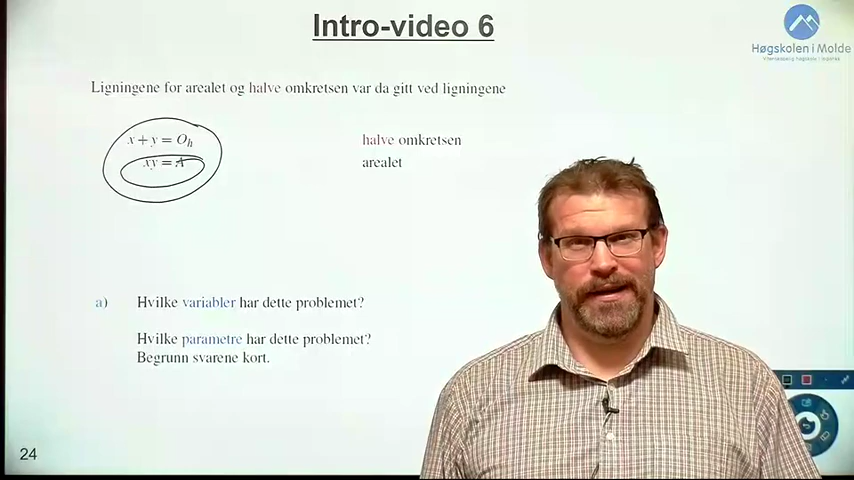 Intro-video 6
Høgskolen i Molde
Ligningene for arealet og halve omkretsen var da gitt ved ligningene
x + y = Oh
halve omkretsen
xy = A
arealet
a) Hvilke variabler har dette problemet?
Hvilke parametre har dette problemet?
Begrunn svarene kort.
24